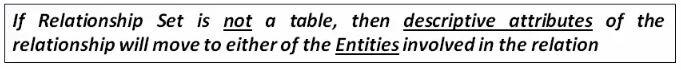 If Relationship Set is not a table, then descriptive attributes of the
relationship will move to either of the Entities involved in the relation